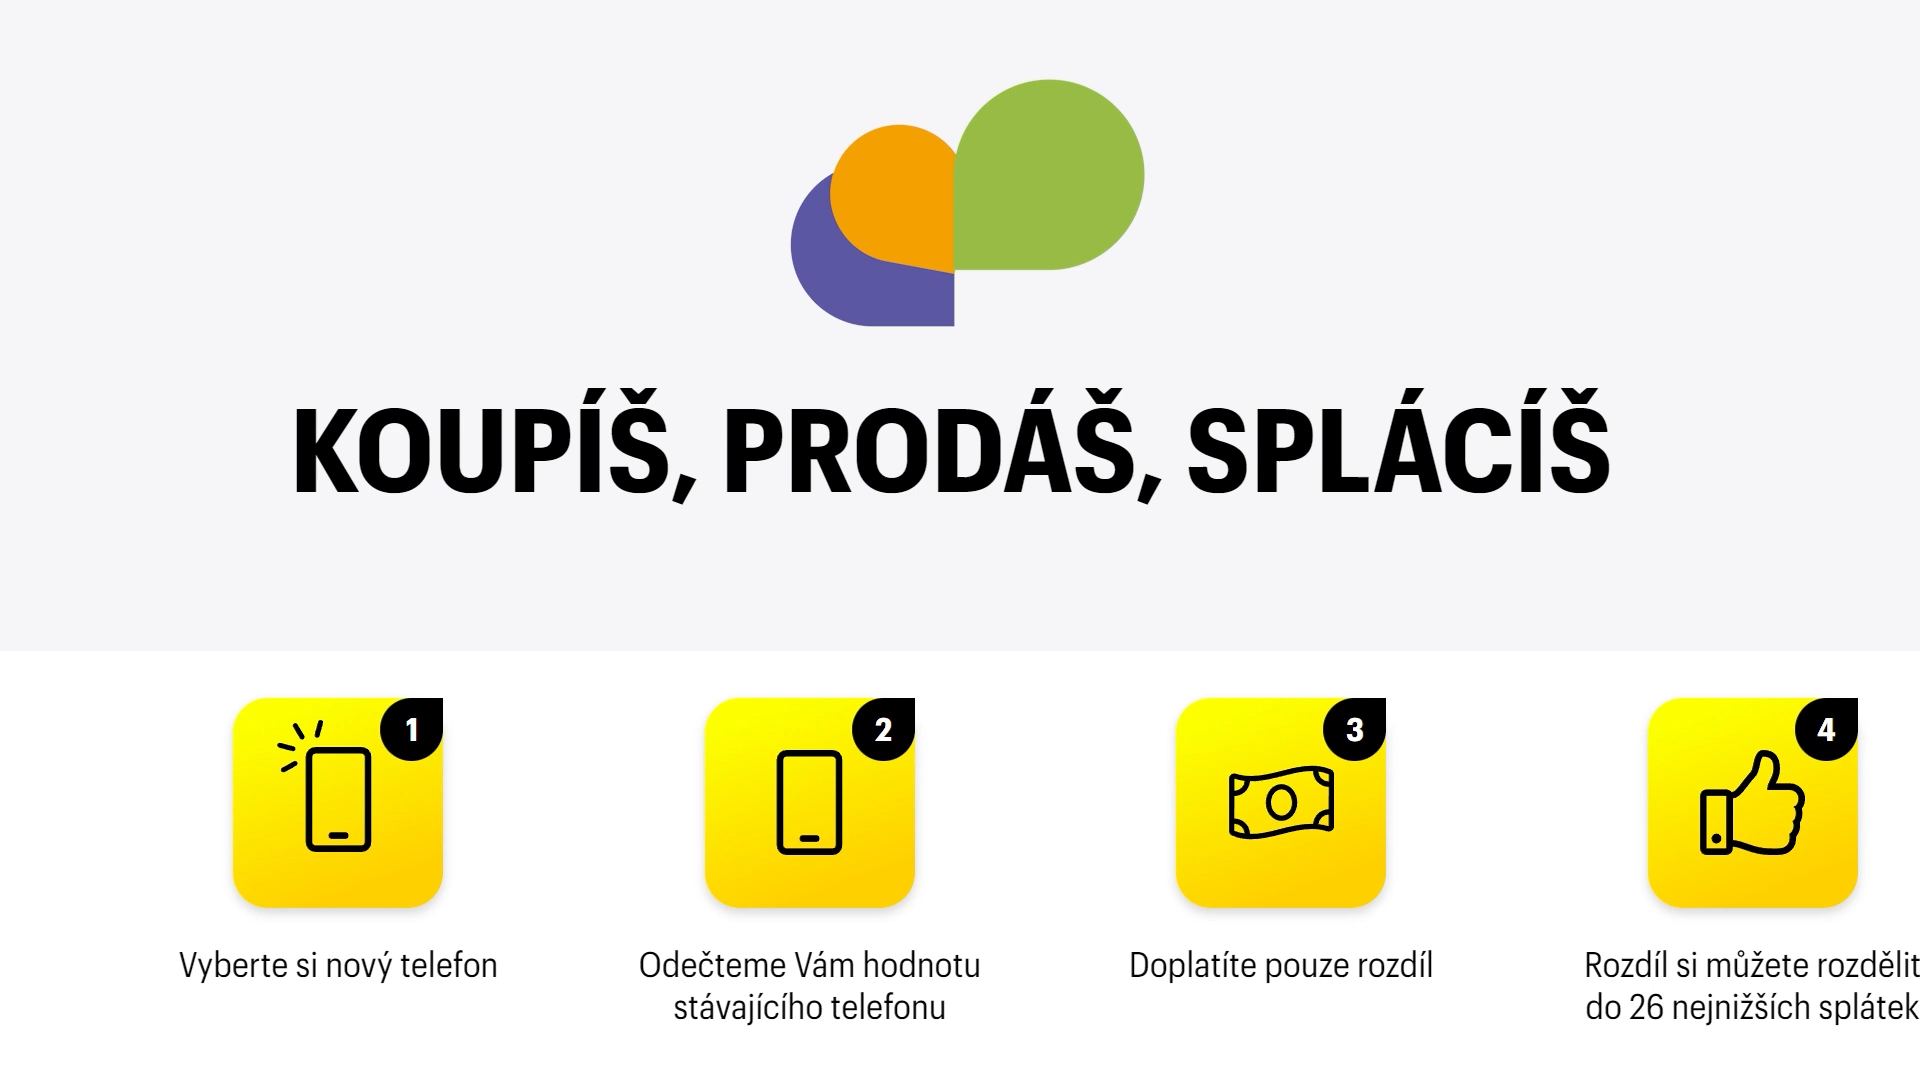 KOUPÍŠ, PRODÁŠ, SPLÁCÍŠ
1
2
3
4
Vyberte si nový telefon
Odečteme Vám hodnotu
stávajícího telefonu
Doplatíte pouze rozdíl
Rozdíl si můžete rozdělit
do 26 nejnižších splátek